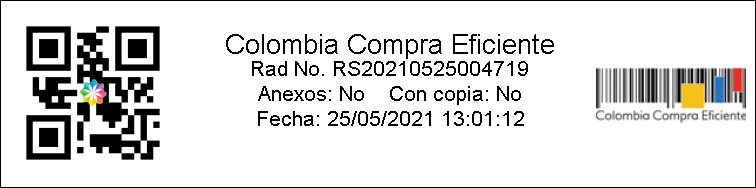 Colombia Compra Eficiente
Rad No. RS20210525004719
Anexos: No Con copia: No
Fecha: 25/05/2021 13:01:12
Colombia Compra Eficiente